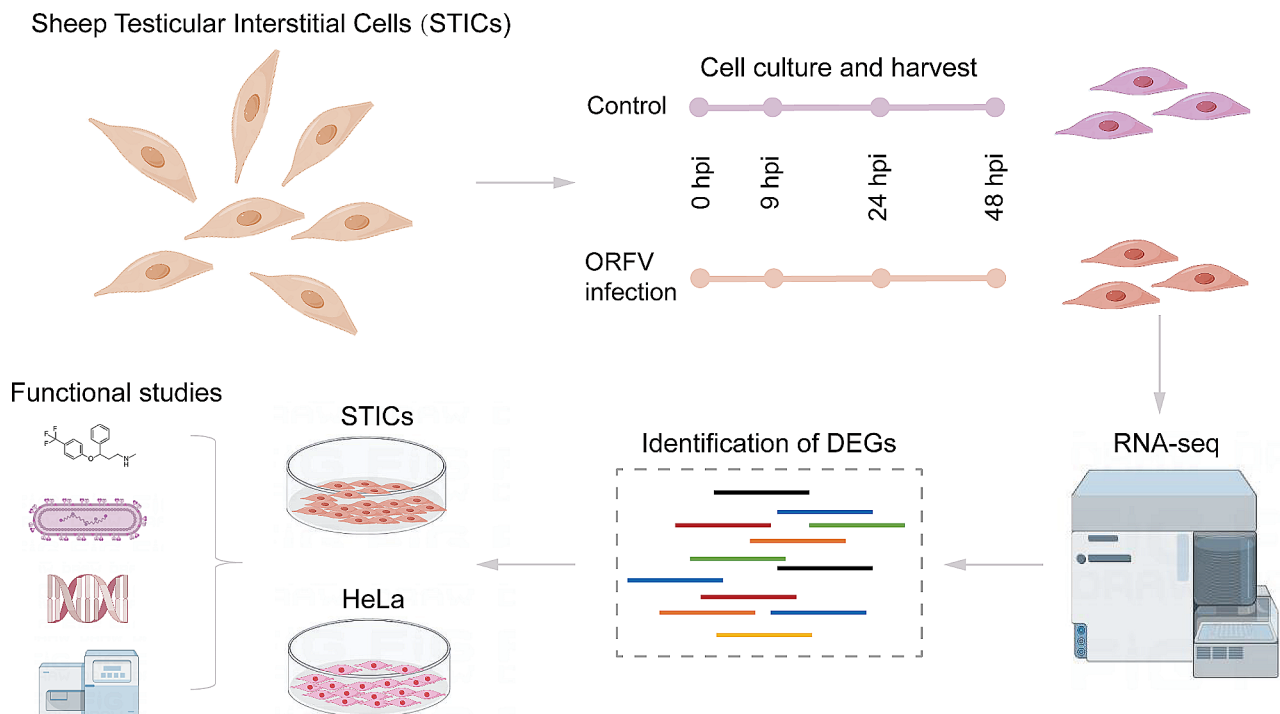 Sheep Testicular Interstitial Cells (STICs)
Cell culture and harvest
Control
0 hpi
9 hpi
24 hpi
48 hpi
ORFV
infection
Functional studies
STICs
Identification of DEGs
RNA-seq
F
F
F
O
N
H
HeLa